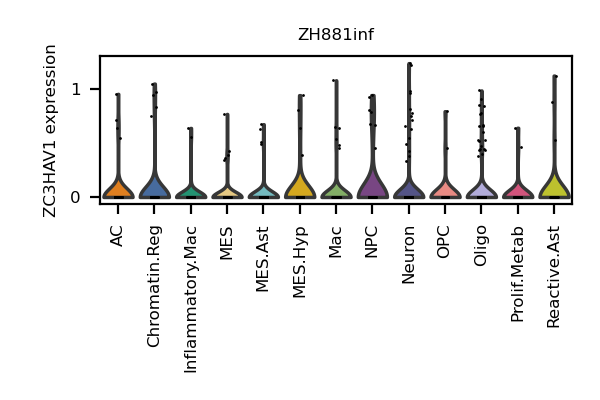 ZH881inf
ZC3HAV1 expression
1
0
AC
Chromatin.Reg
Inflammatory.Mac
MES
MES.Ast
MES.Hyp
Mac
NPC
Neuron
OPC
Oligo
Prolif.Metab
Reactive.Ast